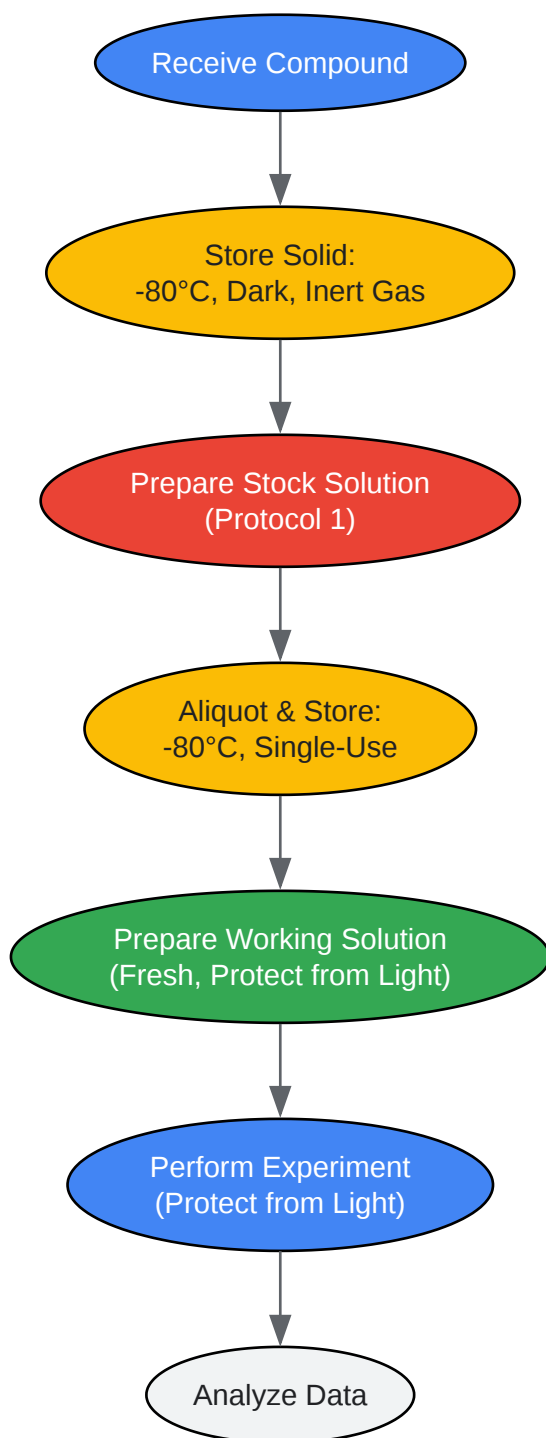 Receive Compound
Store Solid:
-80°C, Dark, Inert Gas
Prepare Stock Solution
(Protocol 1)
Aliquot & Store:
-80°C, Single-Use
Prepare Working Solution
(Fresh, Protect from Light)
Perform Experiment
(Protect from Light)
Analyze Data